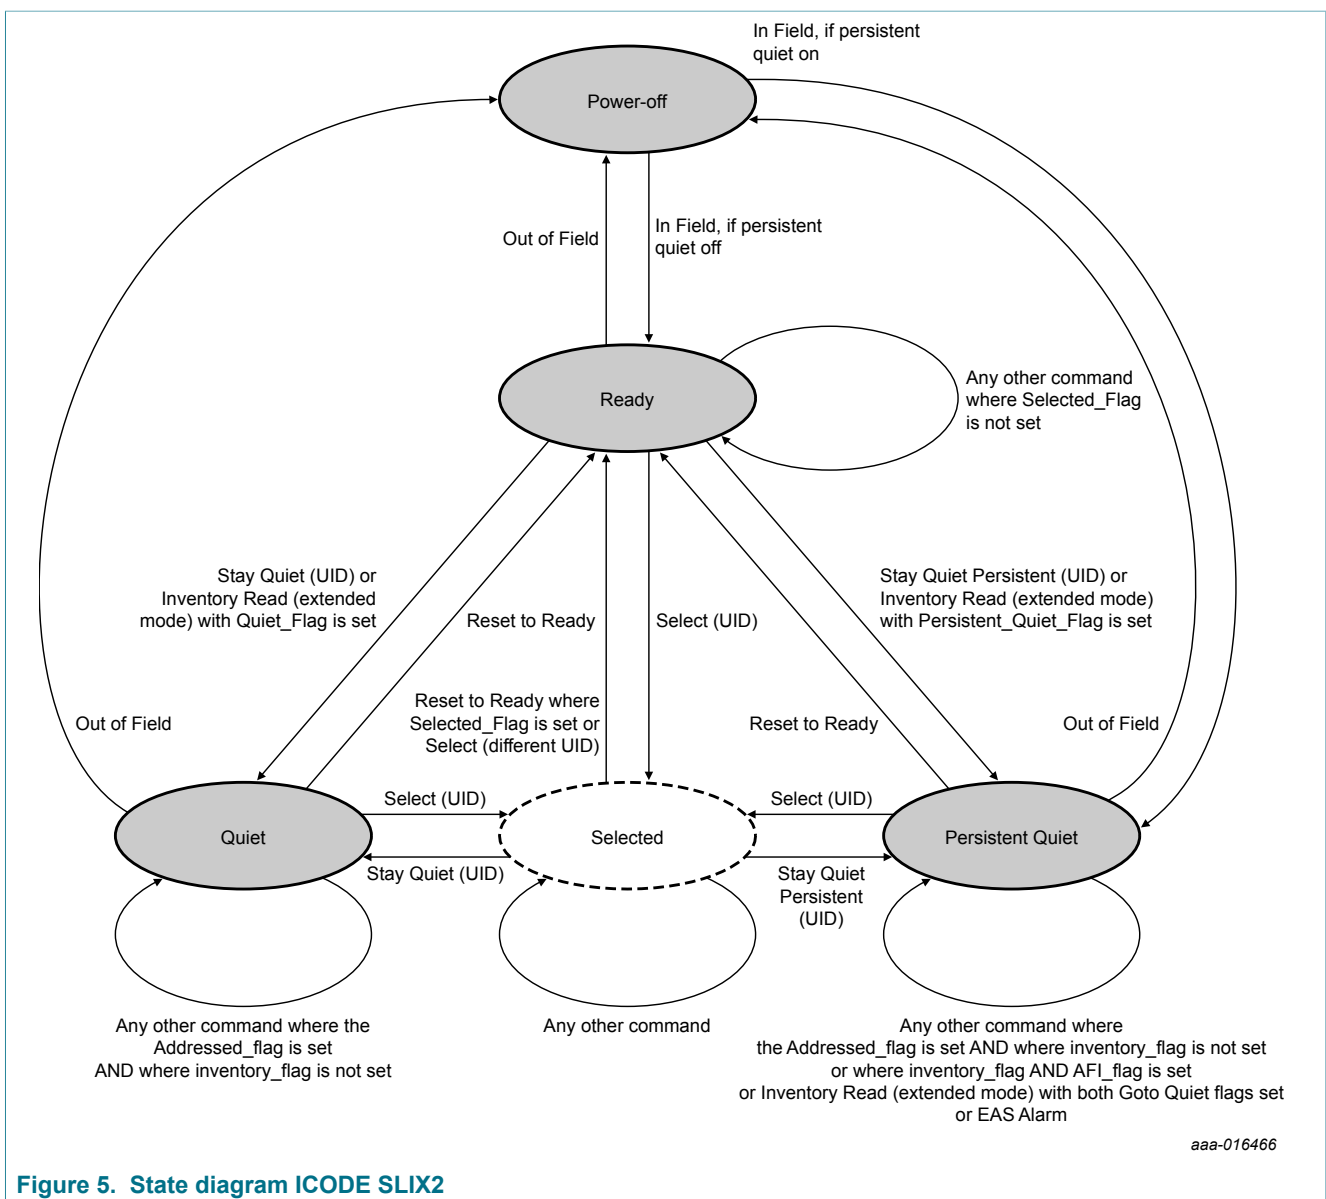 In Field, if persistent
quiet on
Power-off
Out of Field
In Field, if persistent
quiet off
Ready
Any other command
where Selected_Flag
is not set
Stay Quiet (UID) or
Inventory Read (extended
mode) with Quiet_Flag is set
Reset to Ready
Select (UID)
Stay Quiet Persistent (UID) or
Inventory Read (extended mode)
with Persistent_Quiet_Flag is set
Out of Field
Reset to Ready where
Selected_Flag is set or
Select (different UID)
Reset to Ready
Out of Field
Quiet
Select (UID)
Stay Quiet (UID)
Selected
Select (UID)
Stay Quiet
Persistent
(UID)
Persistent Quiet
Any other command where the
Addressed_flag is set
AND where inventory_flag is not set
Any other command
Any other command where
the Addressed_flag is set AND where inventory_flag is not set
or where inventory_flag AND AFI_flag is set
or Inventory Read (extended mode) with both Goto Quiet flags set
or EAS Alarm
aaa-016466
Figure 5. State diagram ICODE SLIX2